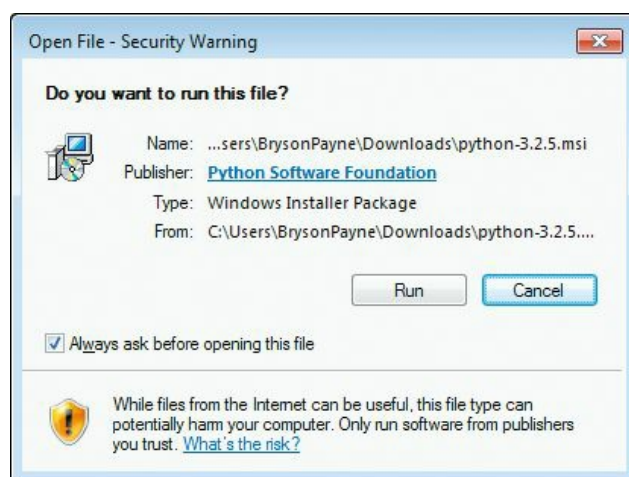 Open File - Security Warning
Do you want to run this file?
Name: ...sers\BrysonPayne\Downloads\python-3.2.5.msi
Publisher: Python Software Foundation
Type: Windows Installer Package
From: C:\Users\BrysonPayne\Downloads\python-3.2.5....
Run Cancel
Always ask before opening this file
While files from the Internet can be useful, this file type can
potentially harm your computer. Only run software from publishers
you trust. What's the risk?